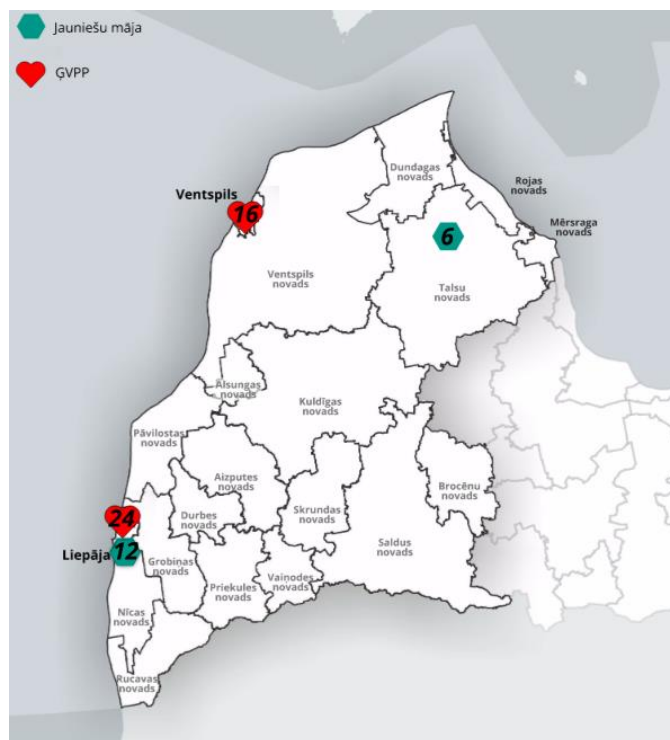 Jauniešu māja
ĢVPP
Ventspils
16
Dundagas
novads
Rojas
novads
Mērsraga
novads
6
Ventspils
novads
Talsu
novads
Alsungas
novads
Kuldīgas
novads
Pāvilostas
novads
Aizputes
novads
Skrundas
novads
Brocēnu
novads
24
Durbes
novads
Saldus
novads
Liepāja
12
Grobiņas
novads
Priekules
novads
Vaiņodes
novads
Nīcas
novads
Rucavas
novads